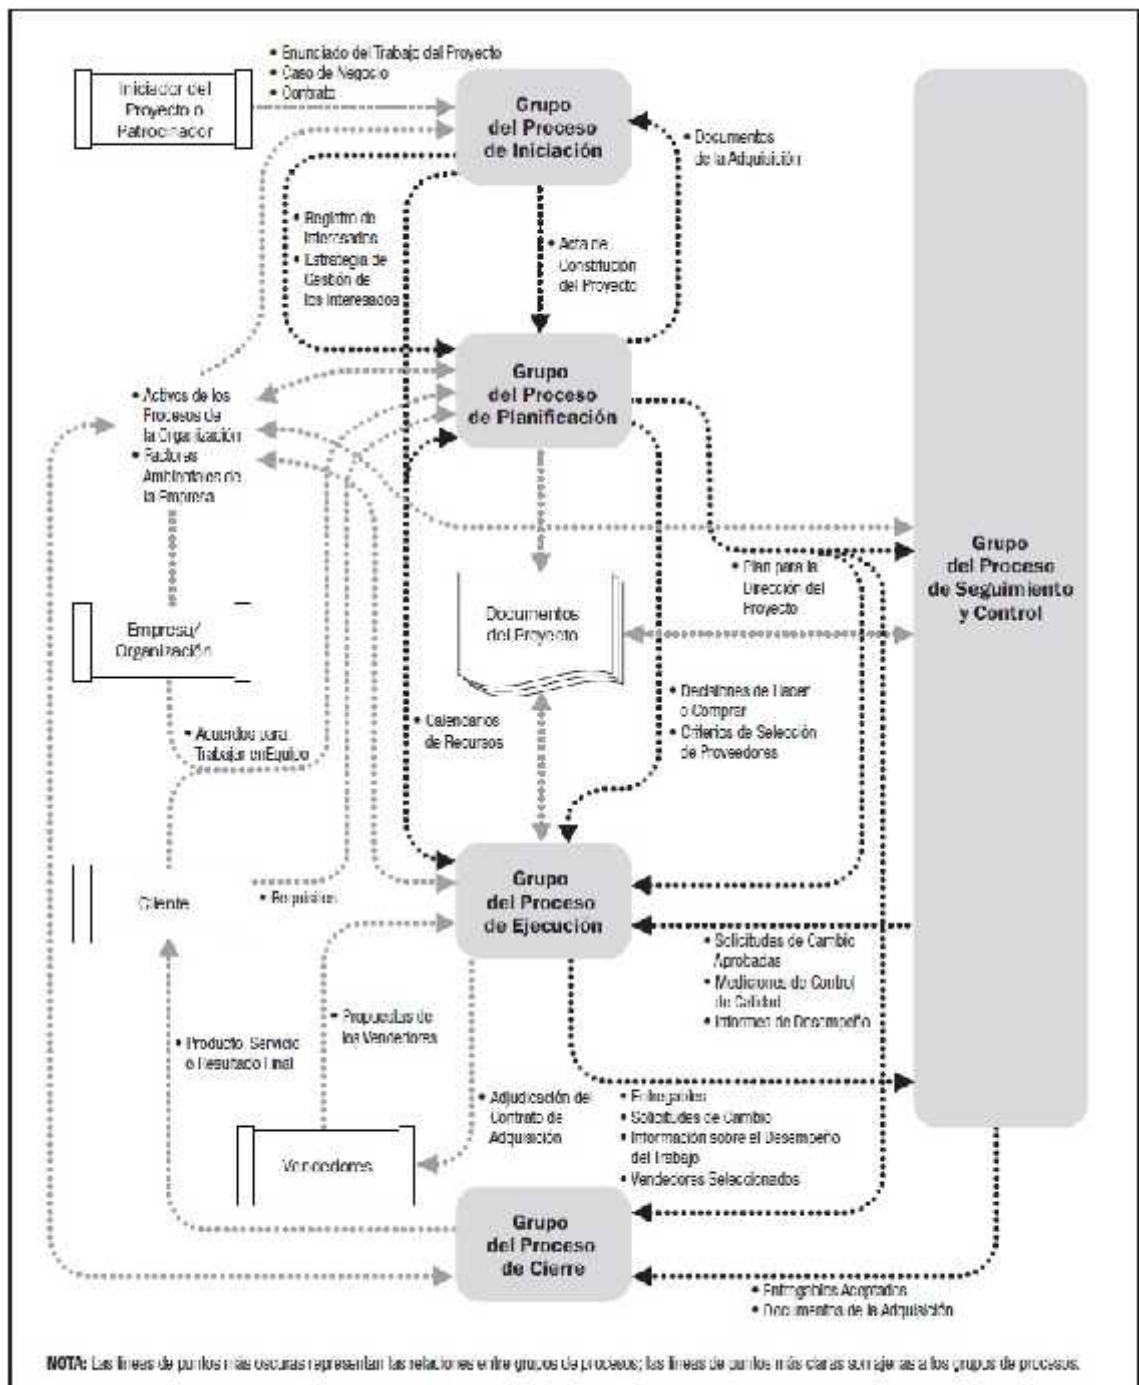 • Enunciado del Trabajo del Proyecto
• Caso de Negocio
• Contrato
Iniciador del
Proyecto o
Patrocinador
Grupo
del Proceso
de Iniciación
• Documentos
de la Adquisición
• Registro de
Interesados
• Estrategia de
Gestión de
los Interesados
• Acta de
Constitución
del Proyecto
Grupo
del Proceso
de Planificación
• Activos de los
Procesos de
la Organización
• Factores
Ambientales de
la Empresa
Grupo
del Proceso
de Seguimiento
y Control
• Plan para la
Dirección del
Proyecto
Documentos
del Proyecto
Empresa/
Organización
• Decisiones de Hacer
o Comprar
• Criterios de Selección
de Proveedores
• Calendarios
de Recursos
• Acuerdos para
Trabajar enEquipo
Grupo
del Proceso
de Ejecución
Cliente
• Requisitos
• Solicitudes de Cambio
Aprobadas
• Mediciones de Control
de Calidad
• Informes de Desempeño
• Propuestas de
los Vendedores
• Producto, Servicio
o Resultado Final
• Adjudicación del
Contrato de
Adquisición
• Entregables
• Solicitudes de Cambio
• Información sobre el Desempeño
del Trabajo
• Vendedores Seleccionados
Vendedores
Grupo
del Proceso
de Cierre
• Entregables Aceptados
• Documentos de la Adquisición
NOTA: Las líneas de puntos más oscuras representan las relaciones entre grupos de procesos; las líneas de puntos más claras son ajenas a los grupos de procesos.